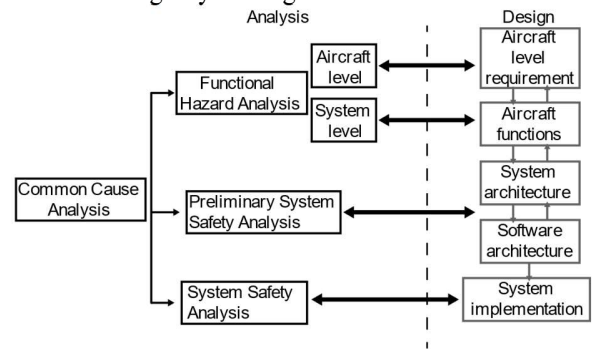 Analysis
Design
Aircraft
level
Functional
Hazard Analysis
System
level
Common Cause
Analysis
Preliminary System
Safety Analysis
System Safety
Analysis
Aircraft
level
requirement
Aircraft
functions
System
architecture
Software
architecture
System
implementation